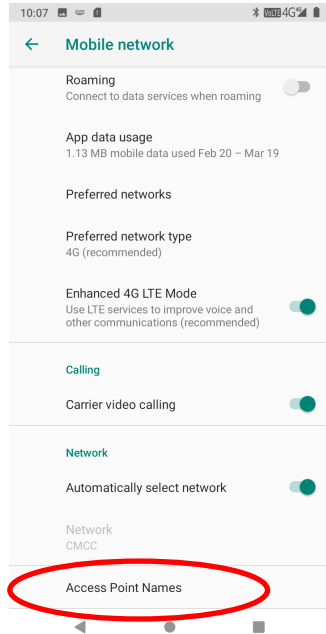 10:07 VoLTE 4G
Mobile network
Roaming
Connect to data services when roaming
App data usage
1.13 MB mobile data used Feb 20 – Mar 19
Preferred networks
Preferred network type
4G (recommended)
Enhanced 4G LTE Mode
Use LTE services to improve voice and
other communications (recommended)
Calling
Carrier video calling
Network
Automatically select network
Network
CMCC
Access Point Names